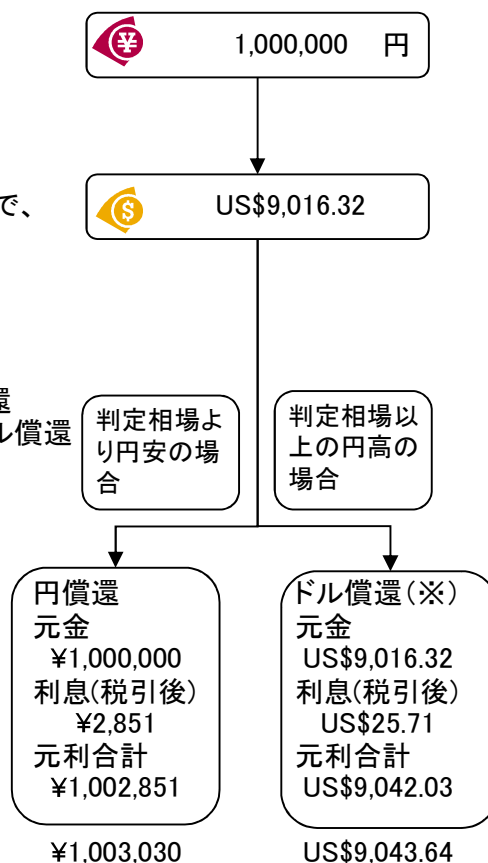 1,000,000 円
で、
US$9,016.32
還
ル償還
判定相場よ
り円安の場
合
判定相場以
上の円高の
場合
円償還
元金
¥1,000,000
利息(税引後)
¥2,851
元利合計
¥1,002,851
ドル償還(※)
元金
US$9,016.32
利息(税引後)
US$25.71
元利合計
US$9,042.03
¥1,003,030
US$9,043.64